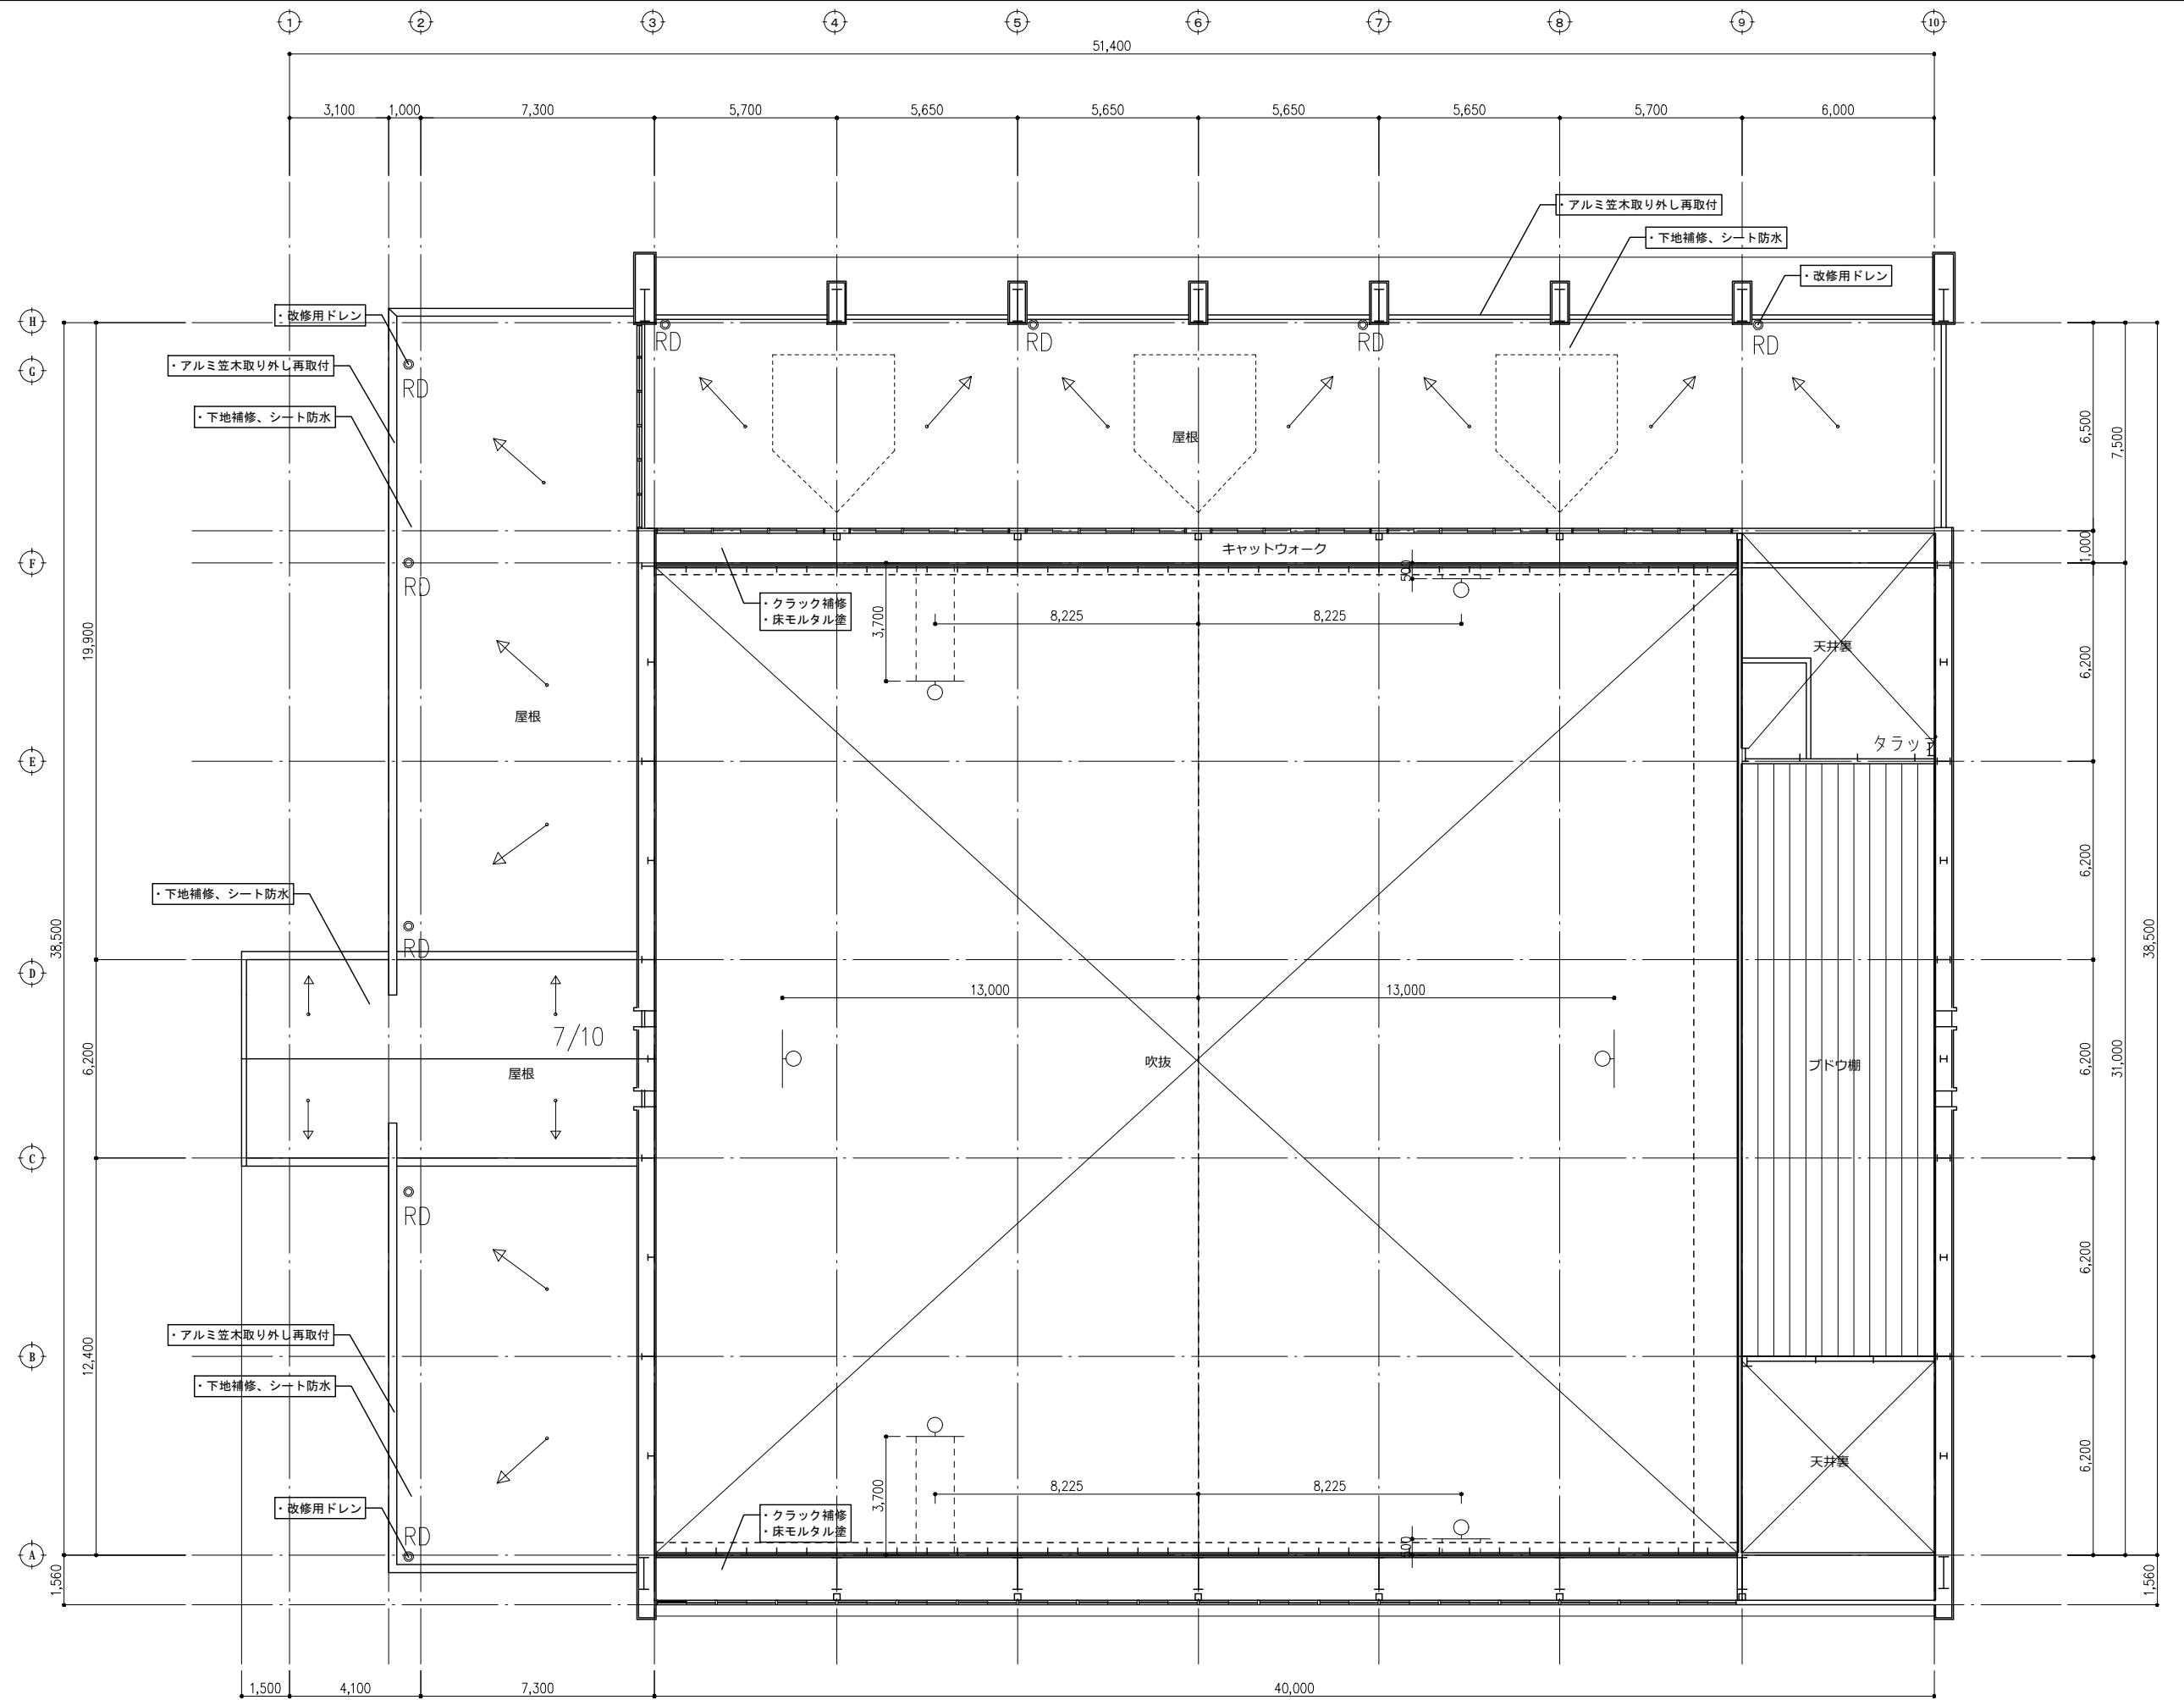 1 2 3 4 5 6 7 8 9 10
51,400
3,100 1,000 7,300 5,700 5,650 5,650 5,650 5,650 5,700 6,000
・アルミ笠木取り外し再取付
・下地補修、シート防水
・改修用ドレン
・改修用ドレン
H
RD RD RD RD
・アルミ笠木取り外し再取付
G
RD
・下地補修、シート防水
屋根
6,500
7,500
キャットウォーク
1,000
F
RD
500
・クラック補修
・床モルタル塗
3,700
8,225 8,225
19,900
天井裏
6,200
屋根
タラップ
E
6,200
・下地補修、シート防水
38,500
RD
38,500
D
13,000 13,000
7/10
6,200
吹抜
屋根
ブドウ棚
6,200
31,000
C
RD
6,200
・アルミ笠木取り外し再取付
12,400
B
・下地補修、シート防水
天井裏
6,200
3,700
8,225 8,225
・改修用ドレン
RD
・クラック補修
・床モルタル塗
500
A
1,560
1,560
1,500 4,100 7,300 40,000